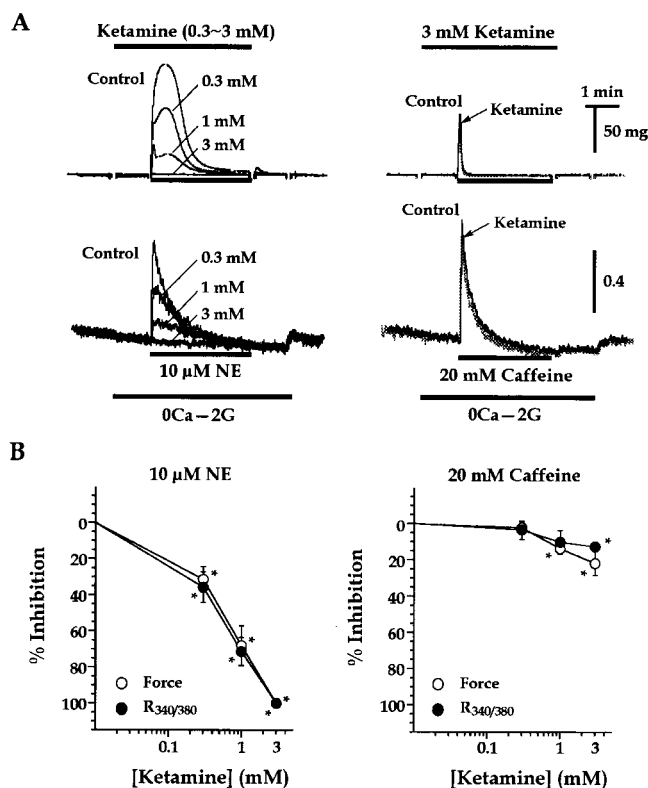 A
Ketamine (0.3~3 mM)
Control
0.3 mM
1 mM
3 mM
3 mM Ketamine
1 min
Control
Ketamine
50 mg
Control
0.3 mM
1 mM
3 mM
10 µM NE
0Ca–2G
Control
Ketamine
0.4
20 mM Caffeine
0Ca–2G
B
10 µM NE
% Inhibition
0
20
40
60
80
100
Force
R340/380
0.1
1
3
[Ketamine] (mM)
20 mM Caffeine
% Inhibition
0
20
40
60
80
100
Force
R340/380
0.1
1
3
[Ketamine] (mM)